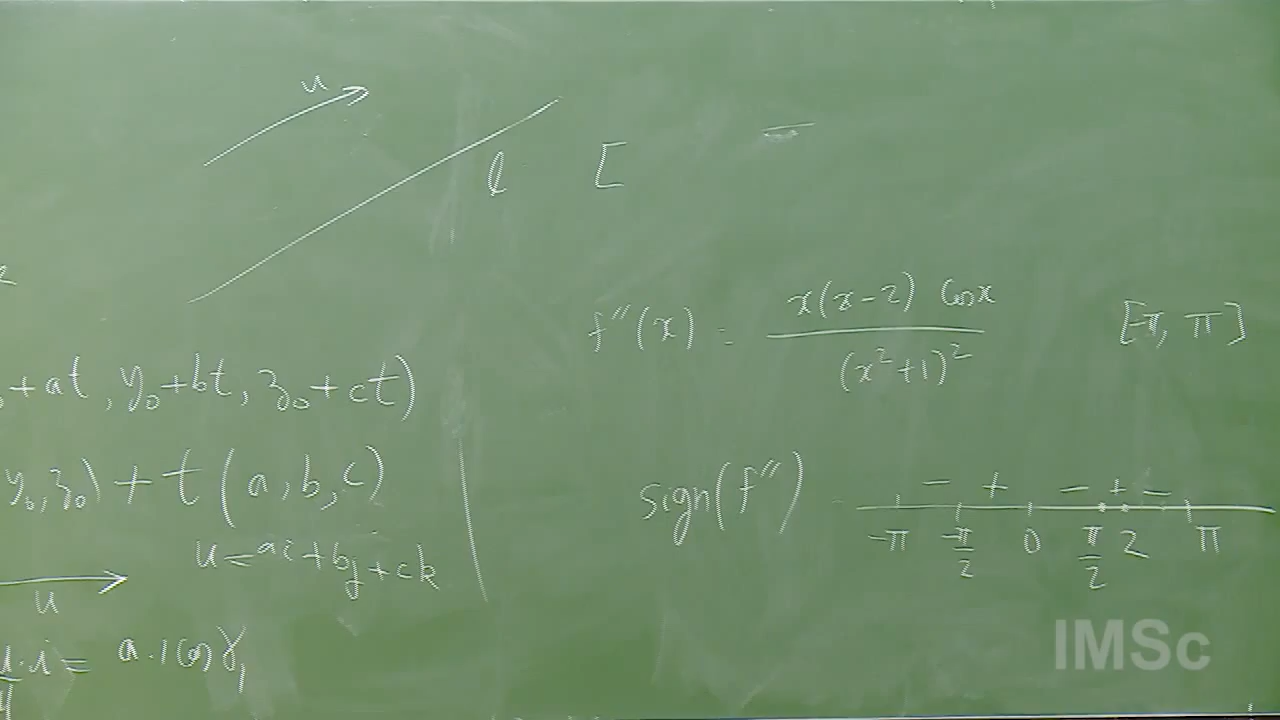 u
l
[
+at, y₀+bt, z₀+ct)
y₀, z₀) + t(a, b, c)
u = ai + bj + ck
u
u·i = a·1 cos γ,
f''(x) = x(x-2) cos x / (x²+1)² [-π, π]
sign(f'') - + - + -
-π -π/2 0 π/2 2 π
IMSc